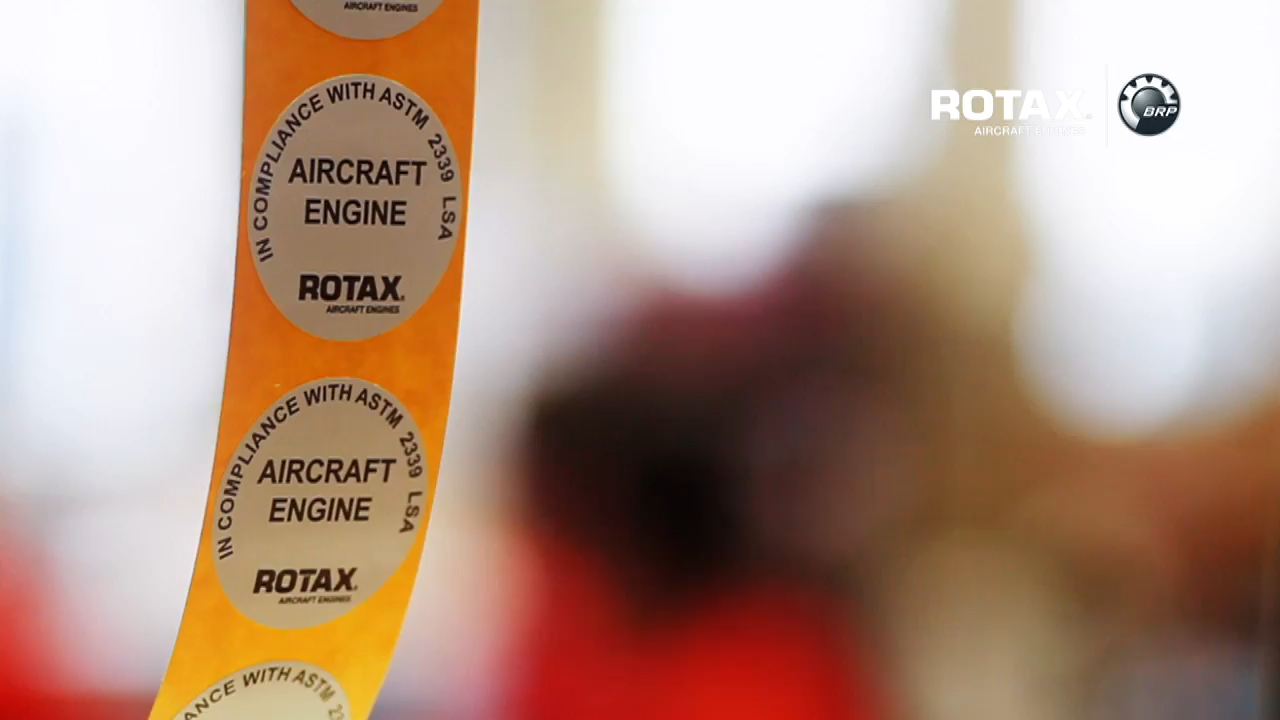 AIRCRAFT ENGINES
IN COMPLIANCE WITH ASTM 2339 LSA
AIRCRAFT
ENGINE
ROTAX
AIRCRAFT ENGINES
IN COMPLIANCE WITH ASTM 2339 LSA
AIRCRAFT
ENGINE
ROTAX
AIRCRAFT ENGINES
ANCE WITH ASTM 23
ROTAX
AIRCRAFT ENGINES
BRP